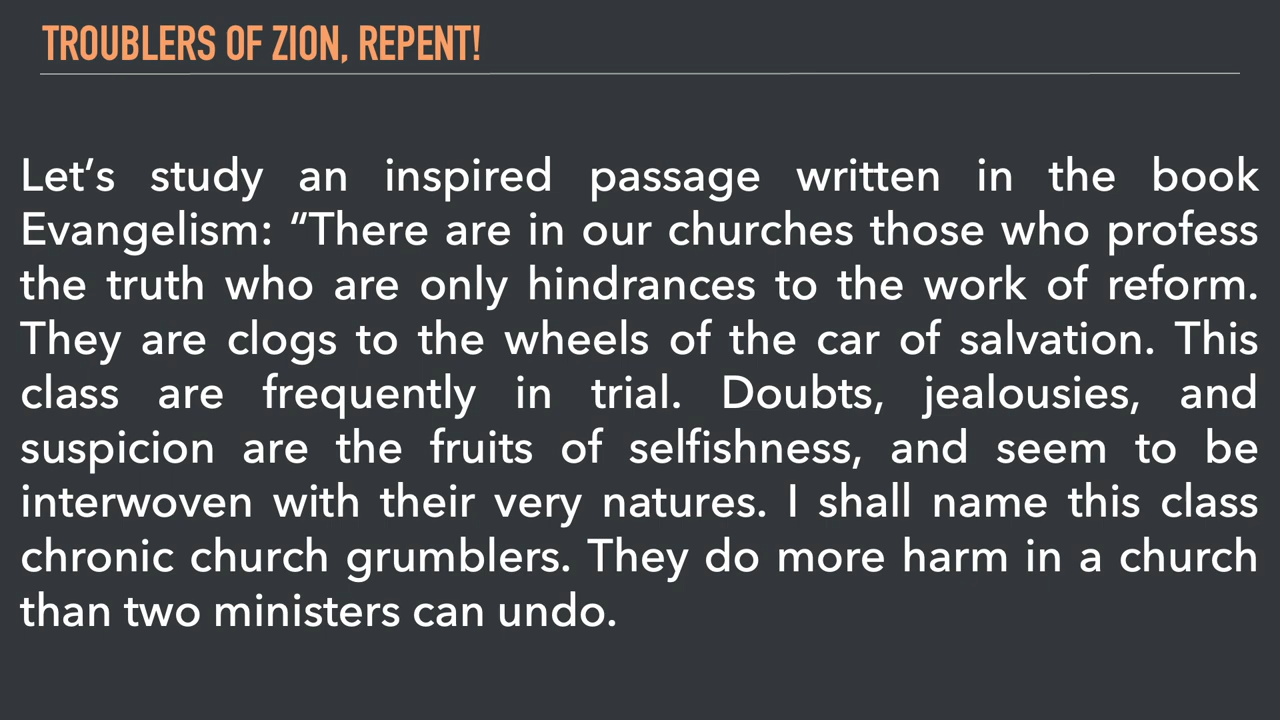 TROUBLERS OF ZION, REPENT!
Let’s study an inspired passage written in the book
Evangelism: “There are in our churches those who profess
the truth who are only hindrances to the work of reform.
They are clogs to the wheels of the car of salvation. This
class are frequently in trial. Doubts, jealousies, and
suspicion are the fruits of selfishness, and seem to be
interwoven with their very natures. I shall name this class
chronic church grumblers. They do more harm in a church
than two ministers can undo.